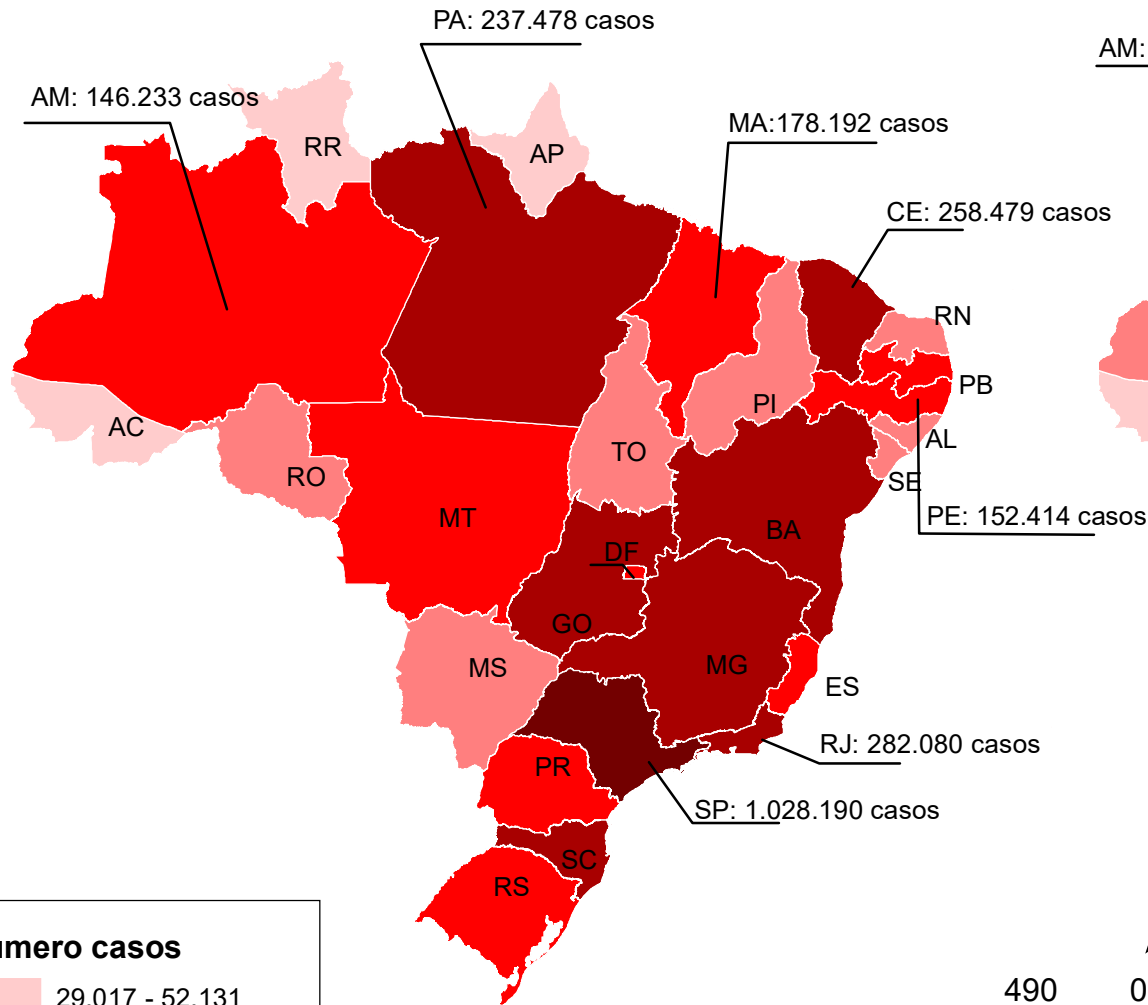 PA: 237.478 casos
AM:
AM: 146.233 casos
MA:178.192 casos
RR
AP
CE: 258.479 casos
RN
PB
PI
AC
AL
TO
RO
SE
MT
PE: 152.414 casos
BA
DF
GO
MS
MG
ES
RJ: 282.080 casos
PR
SP: 1.028.190 casos
SC
RS
casos
29.017 - 52.131
490
0